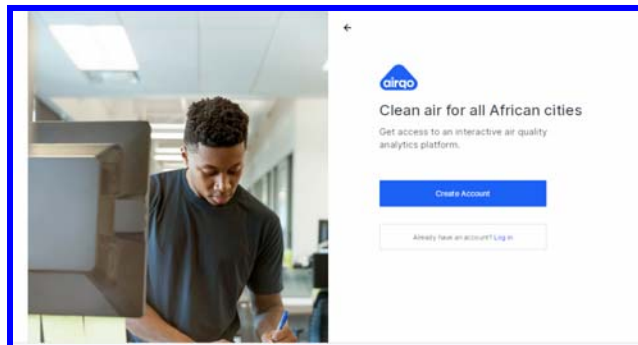 airqo
Clean air for all African cities
Get access to an interactive air quality
analytics platform.
Create Account
Already have an account? Log in